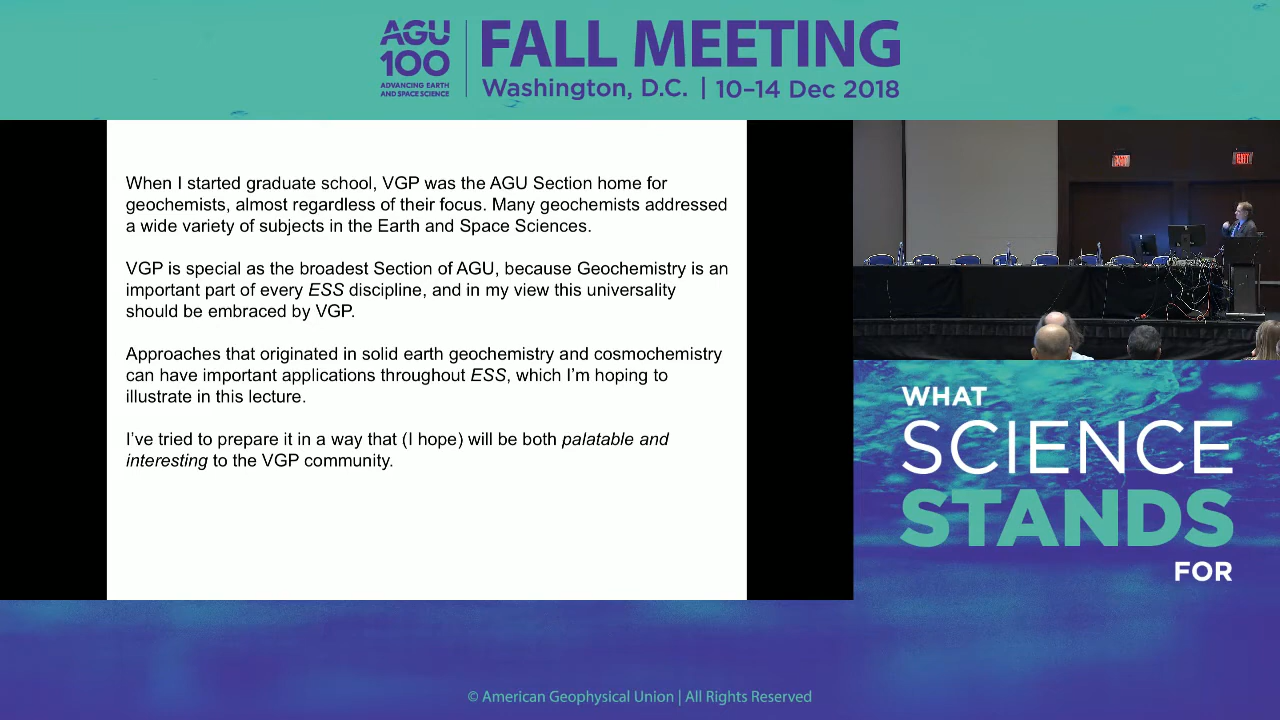 AGU
100
ADVANCING EARTH
AND SPACE SCIENCE
FALL MEETING
Washington, D.C. | 10–14 Dec 2018
When I started graduate school, VGP was the AGU Section home for
geochemists, almost regardless of their focus. Many geochemists addressed
a wide variety of subjects in the Earth and Space Sciences.
VGP is special as the broadest Section of AGU, because Geochemistry is an
important part of every ESS discipline, and in my view this universality
should be embraced by VGP.
Approaches that originated in solid earth geochemistry and cosmochemistry
can have important applications throughout ESS, which I'm hoping to
illustrate in this lecture.
I've tried to prepare it in a way that (I hope) will be both palatable and
interesting to the VGP community.
EXIT
EXIT
WHAT
SCIENCE
STANDS
FOR
© American Geophysical Union | All Rights Reserved